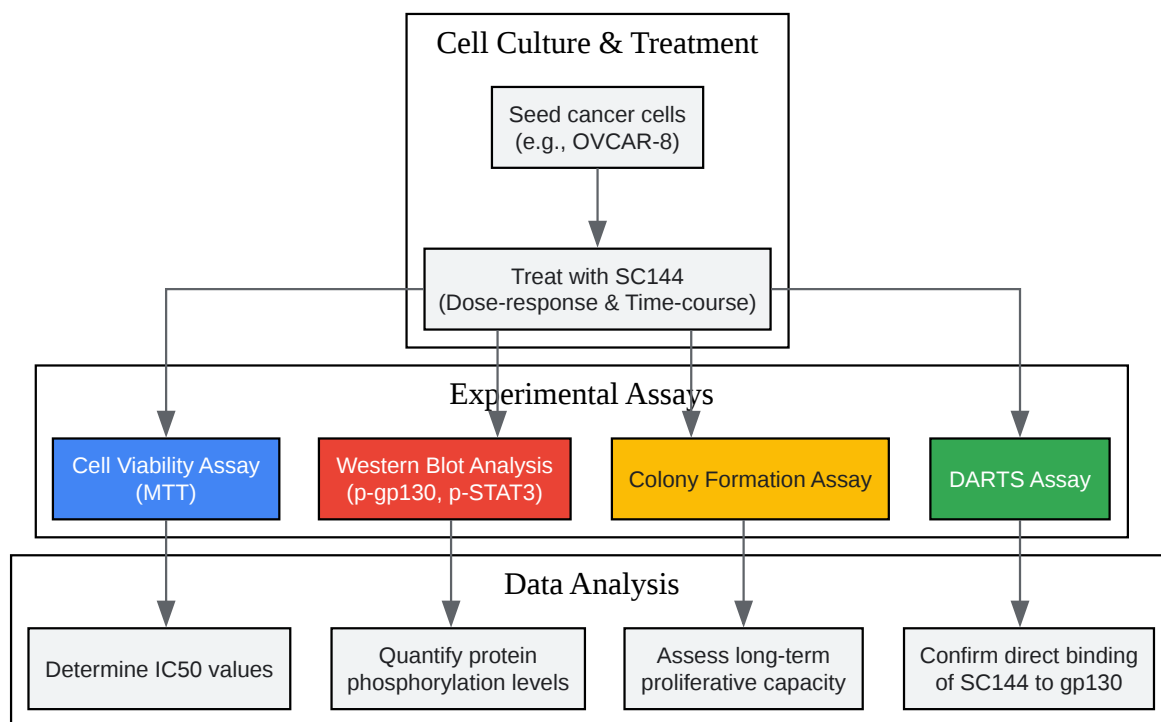 Cell Culture & Treatment
Seed cancer cells
(e.g., OVCAR-8)
Treat with SC144
(Dose-response & Time-course)
Experimental Assays
Cell Viability Assay
(MTT)
Western Blot Analysis
(p-gp130, p-STAT3)
Colony Formation Assay
DARTS Assay
Data Analysis
Determine IC50 values
Quantify protein
phosphorylation levels
Assess long-term
proliferative capacity
Confirm direct binding
of SC144 to gp130